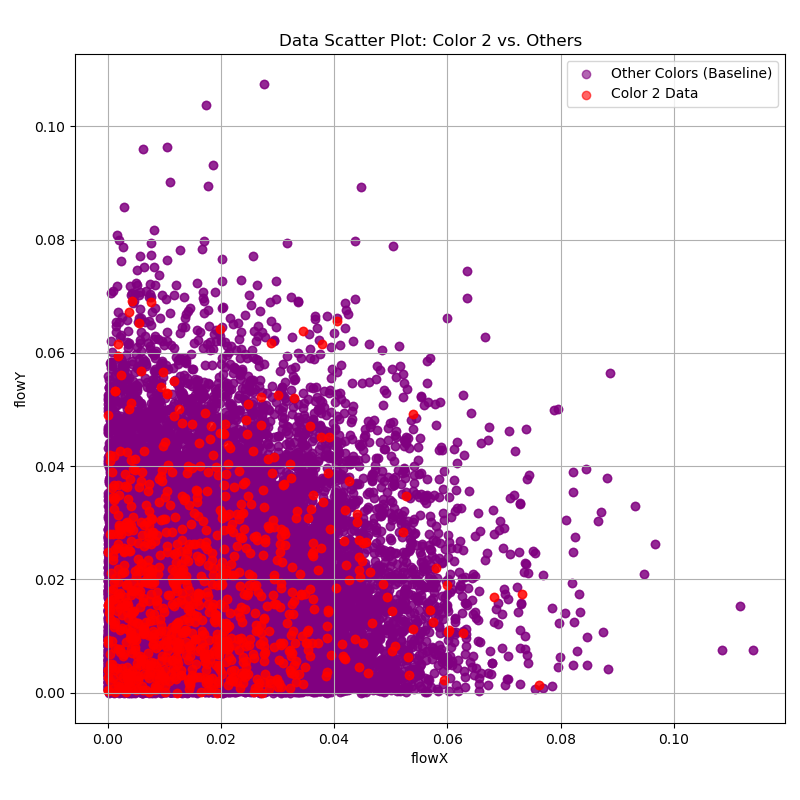 Data Scatter Plot: Color 2 vs. Others
Other Colors (Baseline)
Color 2 Data
flowY
0.10
0.08
0.06
0.04
0.02
0.00
0.00 0.02 0.04 0.06 0.08 0.10
flowX